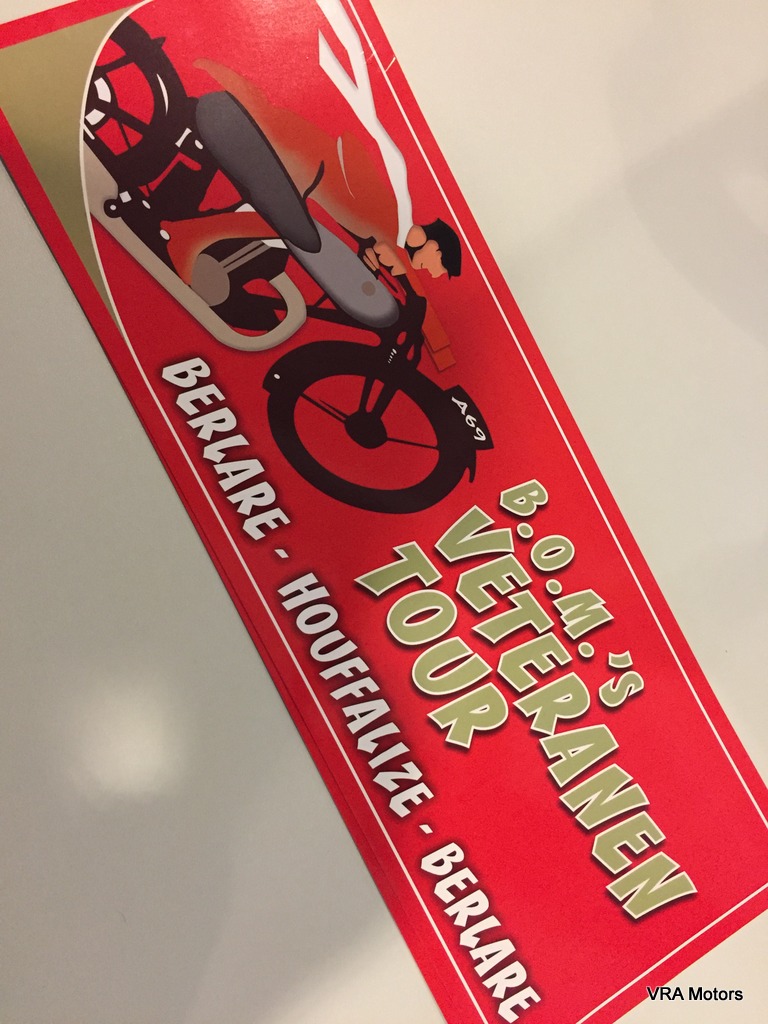 A69
B.O.M.'S
VETERANEN
TOUR
BERLARE - HOUFFALIZE - BERLARE
VRA Motors